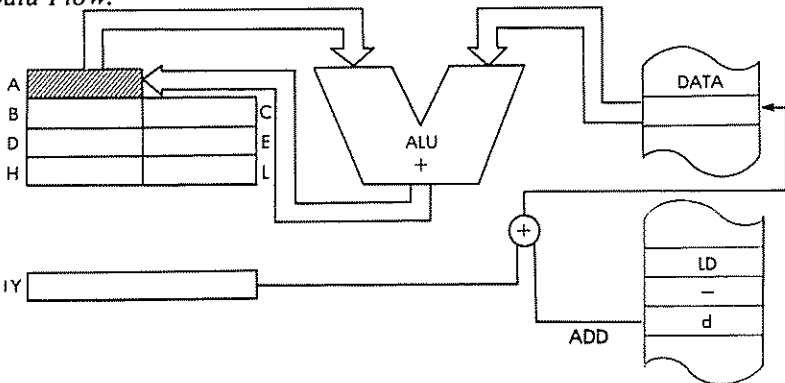 Data Flow:
A
DATA
B C
D ALU E
+
H L
+
LD
IY
—
d
ADD